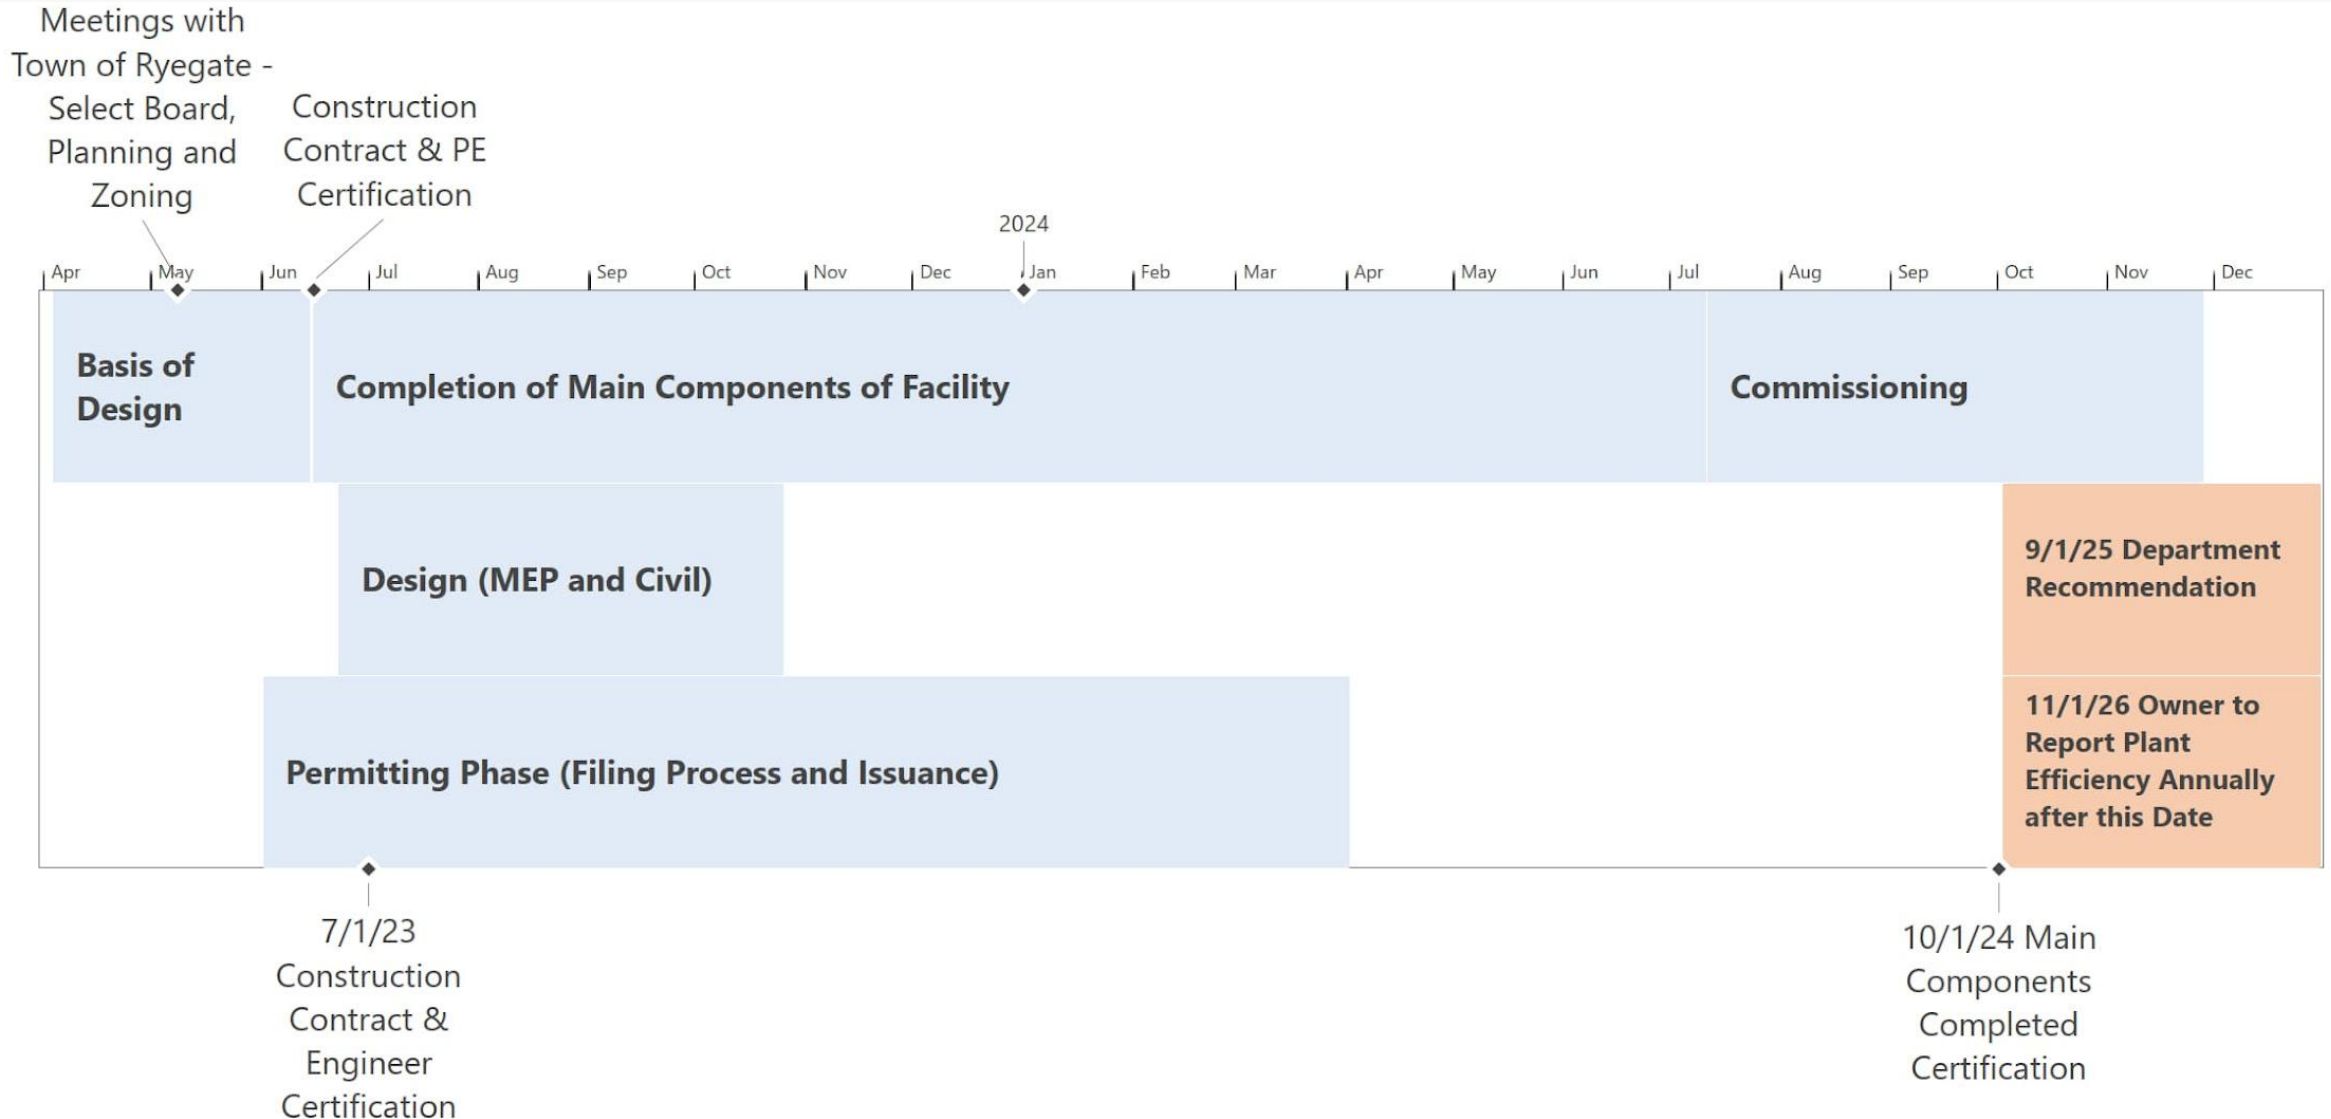 Meetings with
Town of Ryegate -
Select Board,
Planning and
Zoning
Construction
Contract & PE
Certification
2024
Apr May Jun Jul Aug Sep Oct Nov Dec Jan Feb Mar Apr May Jun Jul Aug Sep Oct Nov Dec
Basis of
Design
Completion of Main Components of Facility
Commissioning
Design (MEP and Civil)
9/1/25 Department
Recommendation
Permitting Phase (Filing Process and Issuance)
11/1/26 Owner to
Report Plant
Efficiency Annually
after this Date
7/1/23
Construction
Contract &
Engineer
Certification
10/1/24 Main
Components
Completed
Certification